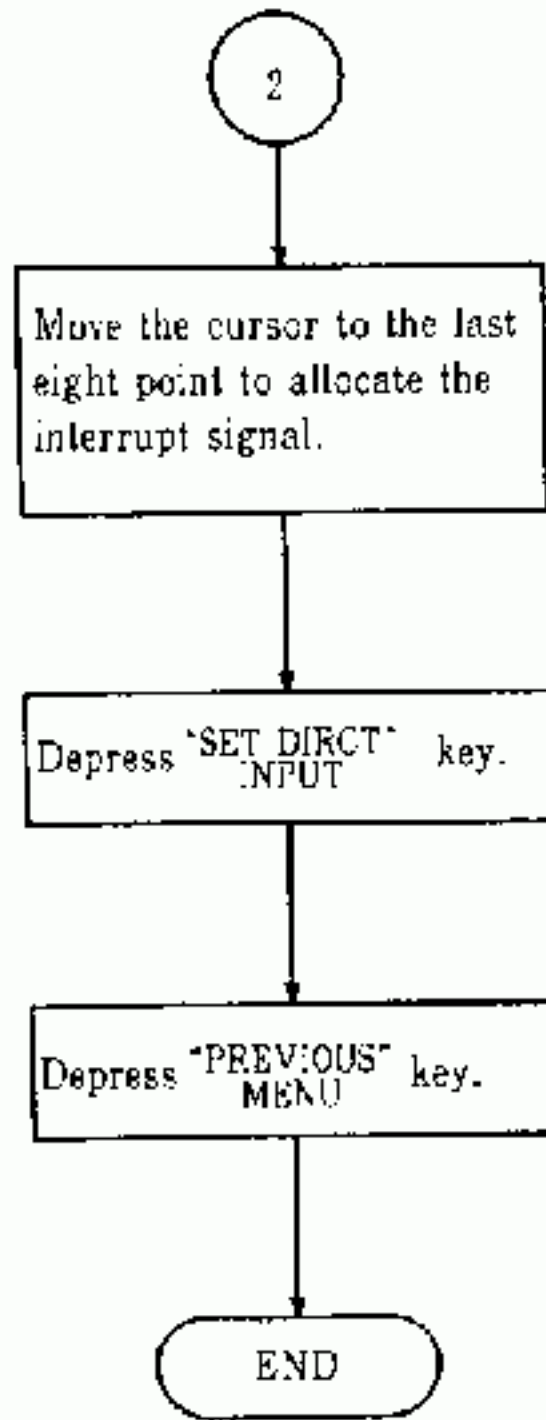 2
Move the cursor to the last
eight point to allocate the
interrupt signal.
Depress "SET DIRCT" key.
INPUT
Depress "PREVIOUS" key.
MENU
END